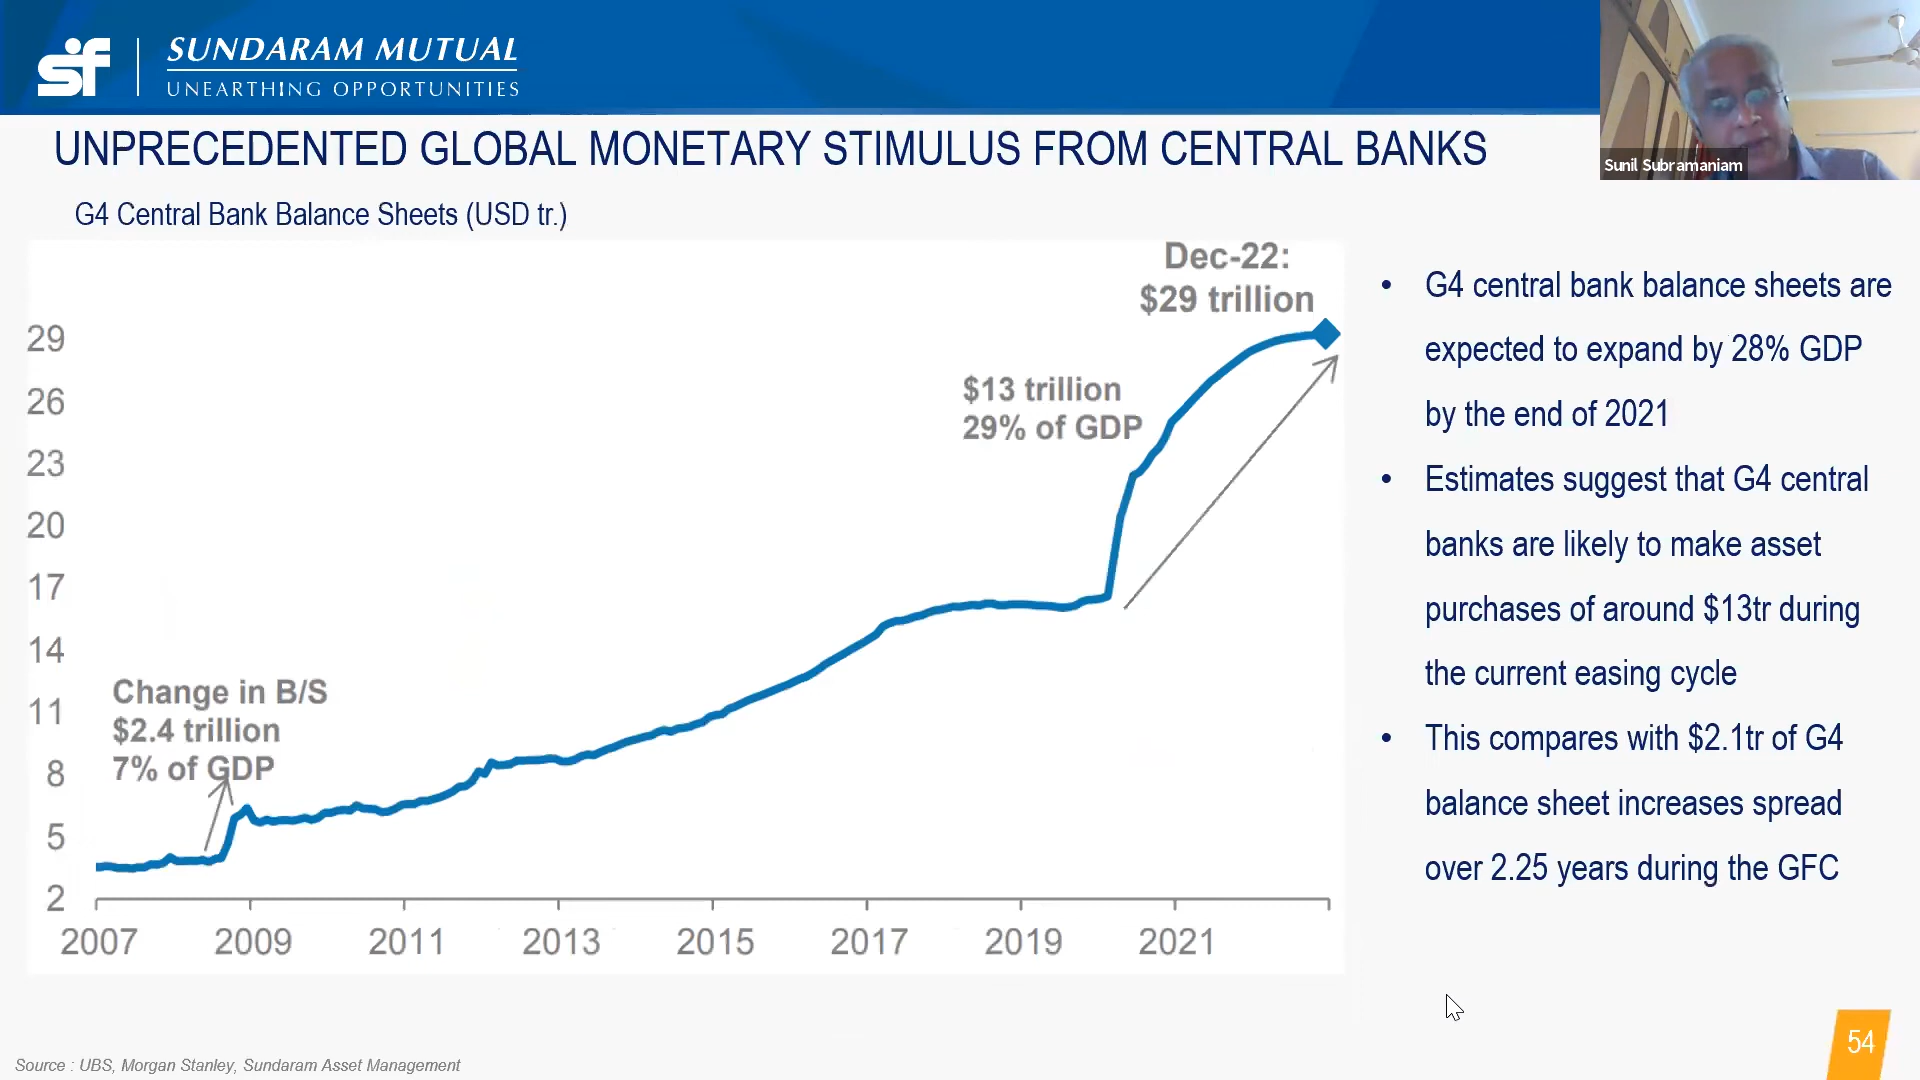 SUNDARAM MUTUAL
UNEARTHING OPPORTUNITIES
Sunil Subramaniam
UNPRECEDENTED GLOBAL MONETARY STIMULUS FROM CENTRAL BANKS
G4 Central Bank Balance Sheets (USD tr.)
Dec-22:
$29 trillion
$13 trillion
29% of GDP
Change in B/S
$2.4 trillion
7% of GDP
29
26
23
20
17
14
11
8
5
2
2007 2009 2011 2013 2015 2017 2019 2021
• G4 central bank balance sheets are
expected to expand by 28% GDP
by the end of 2021
• Estimates suggest that G4 central
banks are likely to make asset
purchases of around $13tr during
the current easing cycle
• This compares with $2.1tr of G4
balance sheet increases spread
over 2.25 years during the GFC
Source : UBS, Morgan Stanley, Sundaram Asset Management
54